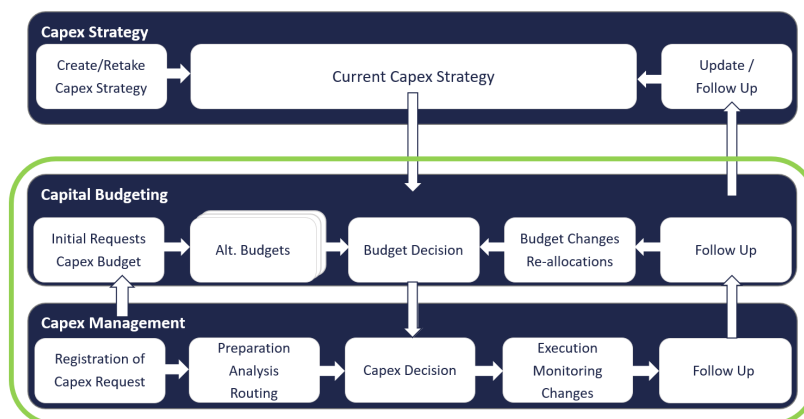 Capex Strategy
Create/Retake
Capex Strategy
Current Capex Strategy
Update /
Follow Up
Capital Budgeting
Initial Requests
Capex Budget
Alt. Budgets
Budget Decision
Budget Changes
Re-allocations
Follow Up
Capex Management
Registration of
Capex Request
Preparation
Analysis
Routing
Capex Decision
Execution
Monitoring
Changes
Follow Up